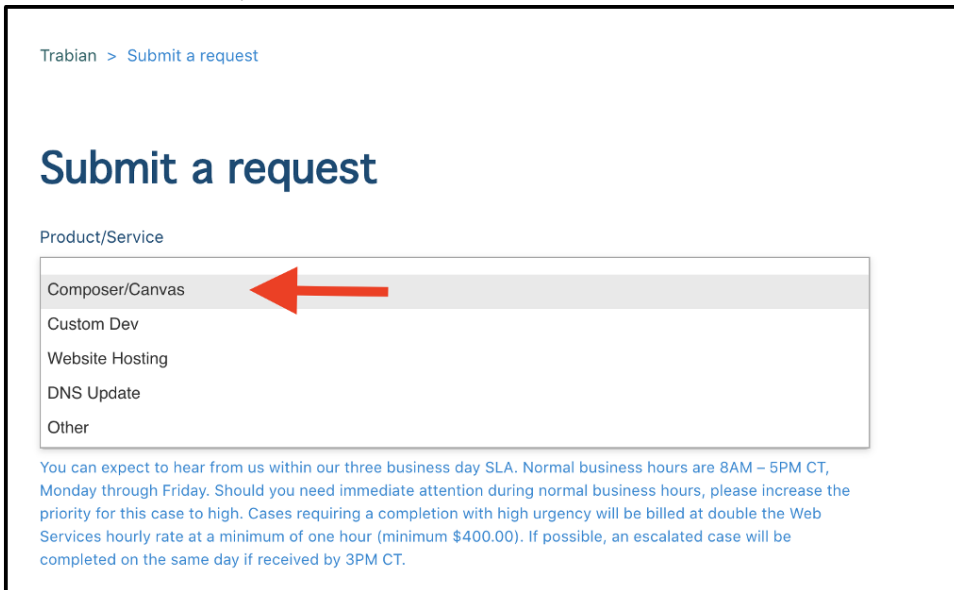 Trabian > Submit a request
Submit a request
Product/Service
Composer/Canvas
Custom Dev
Website Hosting
DNS Update
Other
You can expect to hear from us within our three business day SLA. Normal business hours are 8AM – 5PM CT,
Monday through Friday. Should you need immediate attention during normal business hours, please increase the
priority for this case to high. Cases requiring a completion with high urgency will be billed at double the Web
Services hourly rate at a minimum of one hour (minimum $400.00). If possible, an escalated case will be
completed on the same day if received by 3PM CT.